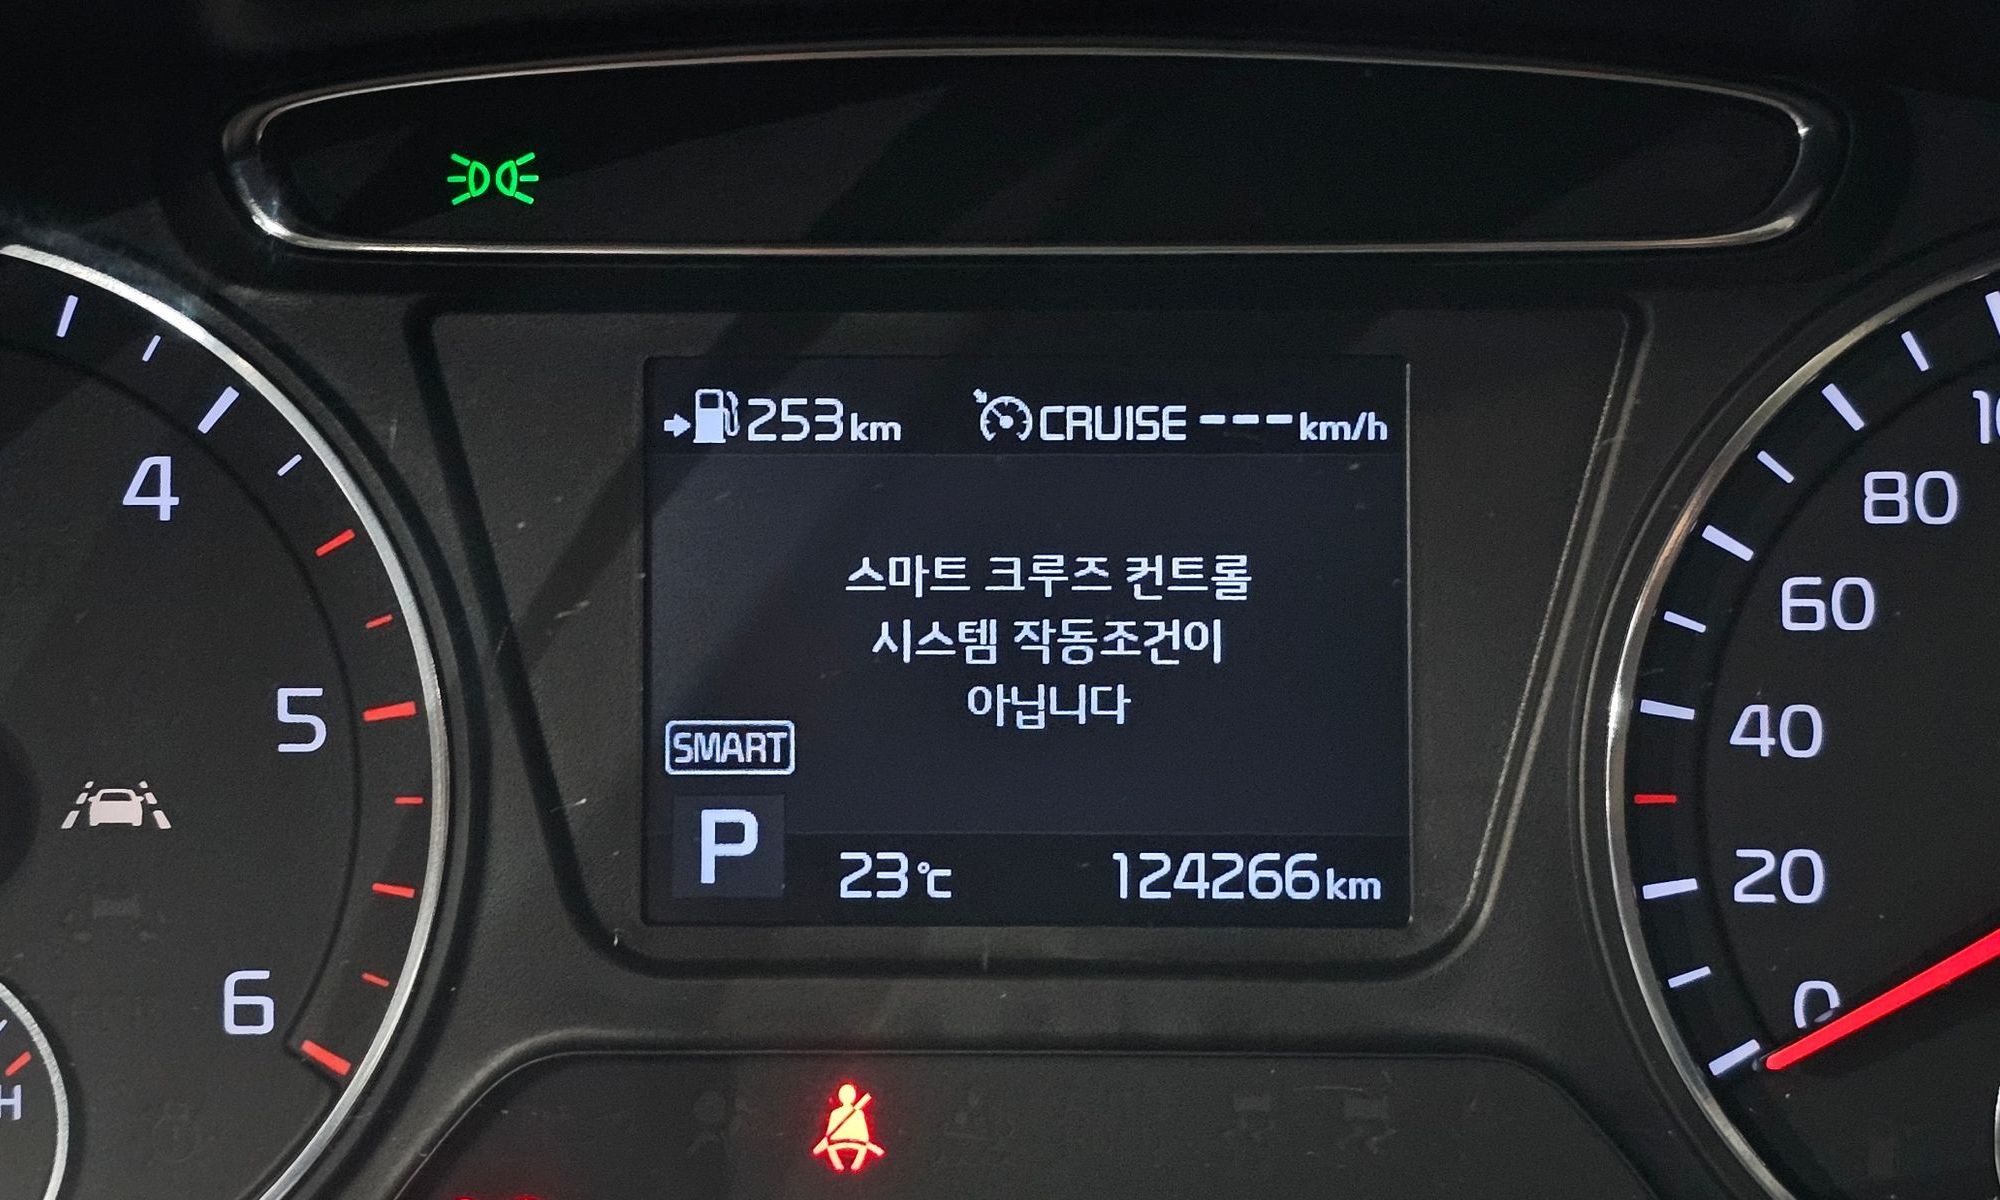 253km CRUISE ---km/h
스마트 크루즈 컨트롤
시스템 작동조건이
아닙니다
SMART
P
23℃ 124266km
4
5
6
H
80
60
40
20
0